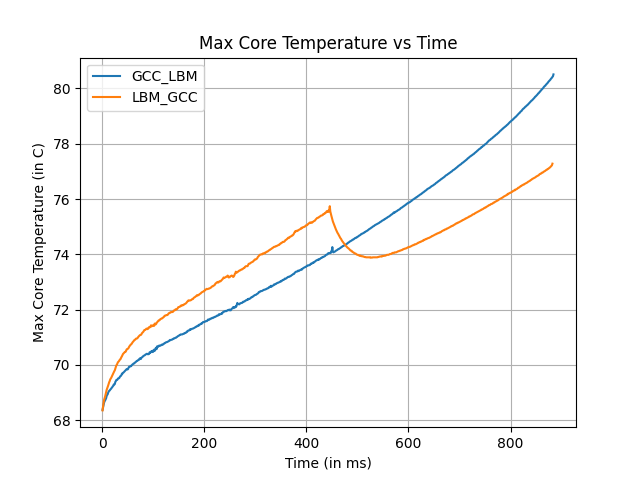 Max Core Temperature vs Time
GCC_LBM
LBM_GCC
Max Core Temperature (in C)
80
78
76
74
72
70
68
0 200 400 600 800
Time (in ms)